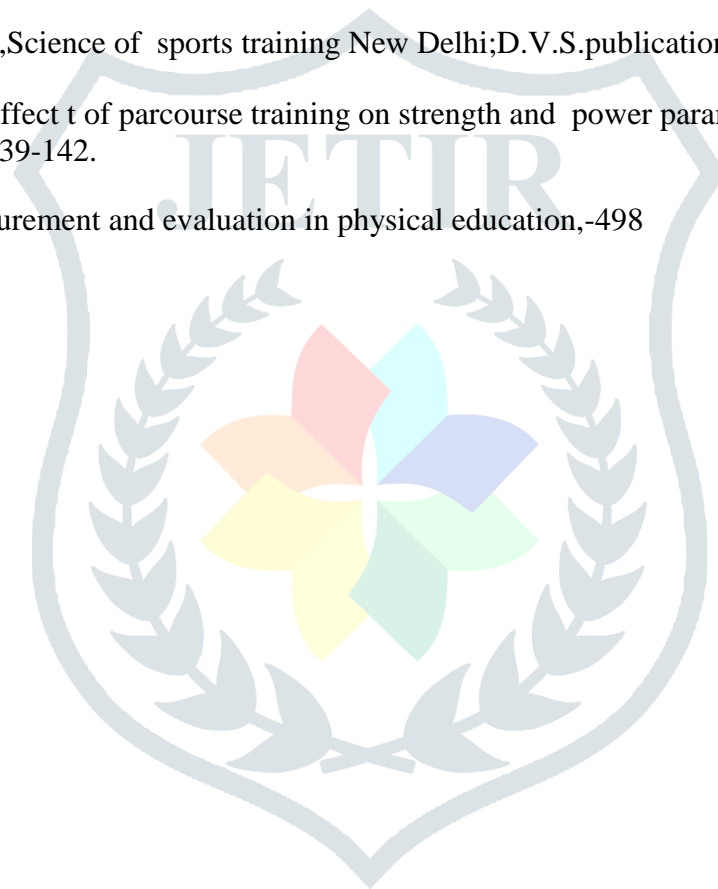 ,Science of sports training New Delhi;D.V.S.publication
ffect t of parcourse training on strength and power
39-142.
urement and evaluation in physical education,-498
JETIR